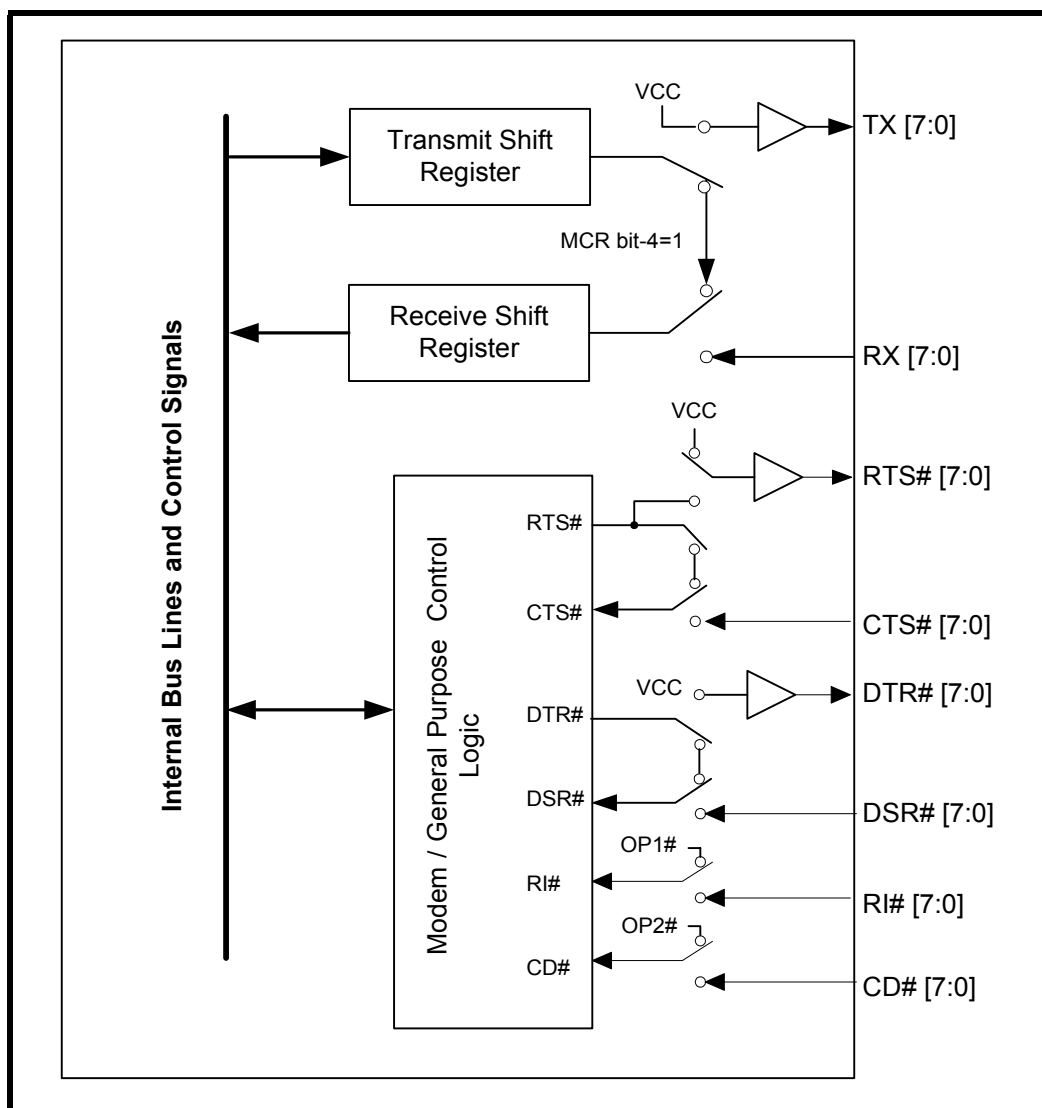 VCC
TX [7:0]
Transmit Shift
Register
MCR bit-4=1
Receive Shift
Register
RX [7:0]
Internal Bus Lines and Control Signals
VCC
RTS# [7:0]
Modem / General Purpose Control
Logic
RTS#
CTS#
CTS# [7:0]
VCC
DTR# [7:0]
DTR#
DSR#
DSR# [7:0]
OP1#
RI#
RI# [7:0]
OP2#
CD#
CD# [7:0]